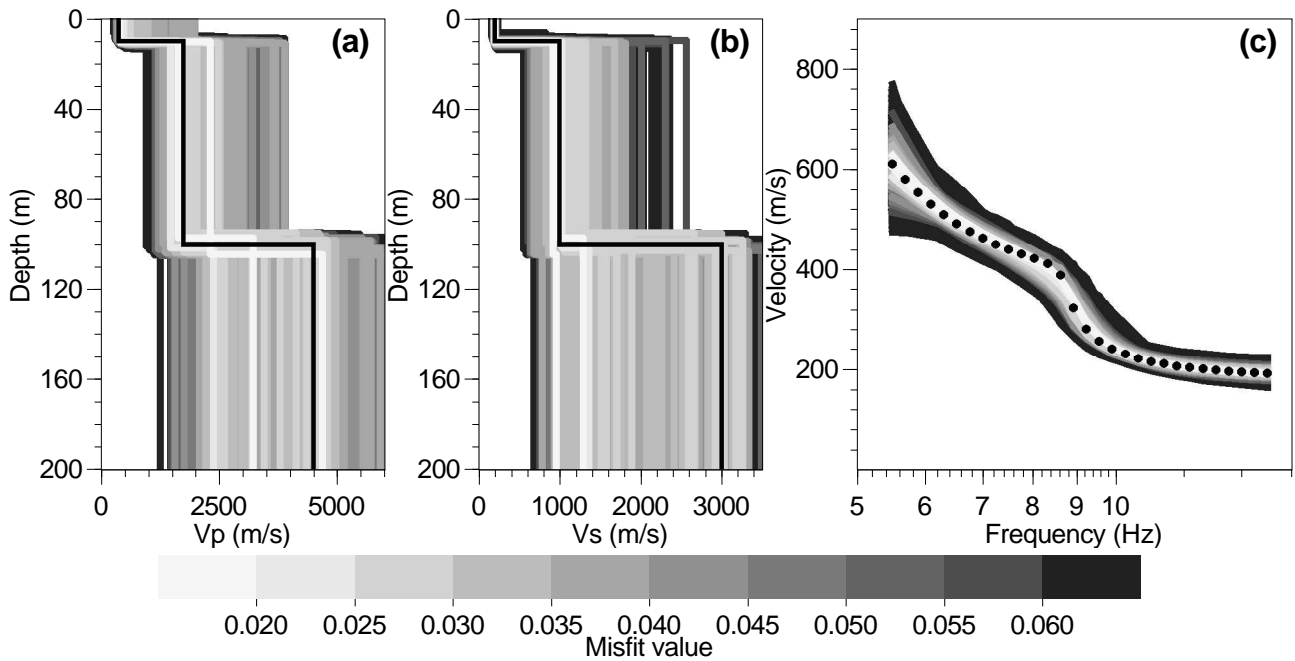 (a)
0
40
80
120
160
200
Depth (m)
0 2500 5000
Vp (m/s)
(b)
0
40
80
120
160
200
Depth (m)
0 1000 2000 3000
Vs (m/s)
(c)
800
600
400
200
Velocity (m/s)
5 6 7 8 9 10
Frequency (Hz)
0.020 0.025 0.030 0.035 0.040 0.045 0.050 0.055 0.060
Misfit value